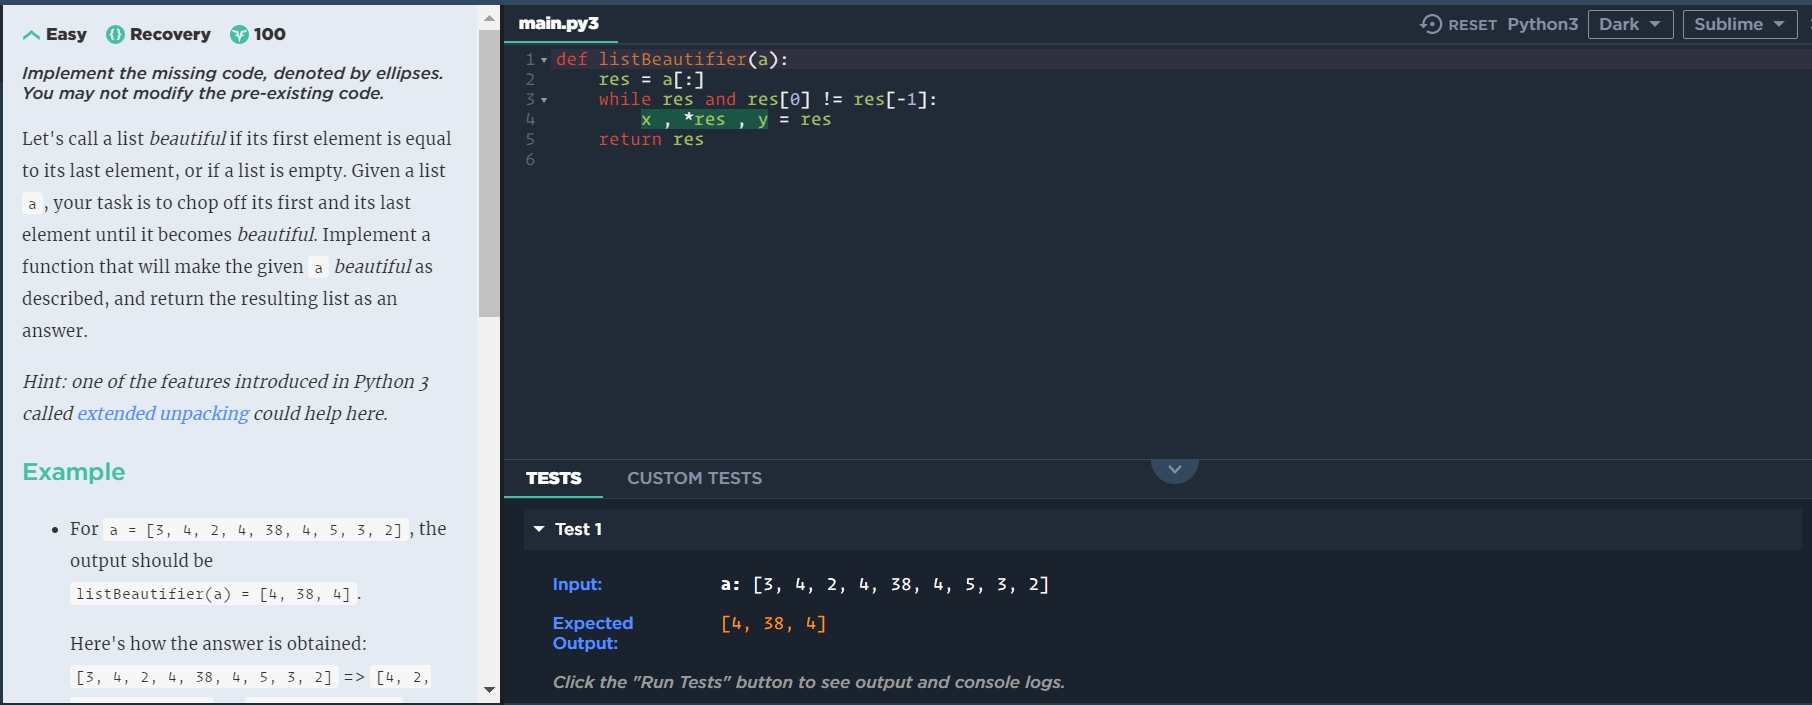 Easy Recovery 100
Implement the missing code, denoted by ellipses.
You may not modify the pre-existing code.
Let's call a list beautiful if its first element is equal
to its last element, or if a list is empty. Given a list
a , your task is to chop off its first and its last
element until it becomes beautiful. Implement a
function that will make the given a beautiful as
described, and return the resulting list as an
answer.
Hint: one of the features introduced in Python 3
called extended unpacking could help here.
Example
• For a = [3, 4, 2, 4, 38, 4, 5, 3, 2] , the
output should be
listBeautifier(a) = [4, 38, 4] .
Here's how the answer is obtained:
[3, 4, 2, 4, 38, 4, 5, 3, 2] => [4, 2,
main.py3
RESET Python3 Dark Sublime
1 def listBeautifier(a):
2 res = a[:]
3 while res and res[0] != res[-1]:
4 x , *res , y = res
5 return res
6
TESTS CUSTOM TESTS
Test 1
Input: a: [3, 4, 2, 4, 38, 4, 5, 3, 2]
Expected [4, 38, 4]
Output:
Click the "Run Tests" button to see output and console logs.